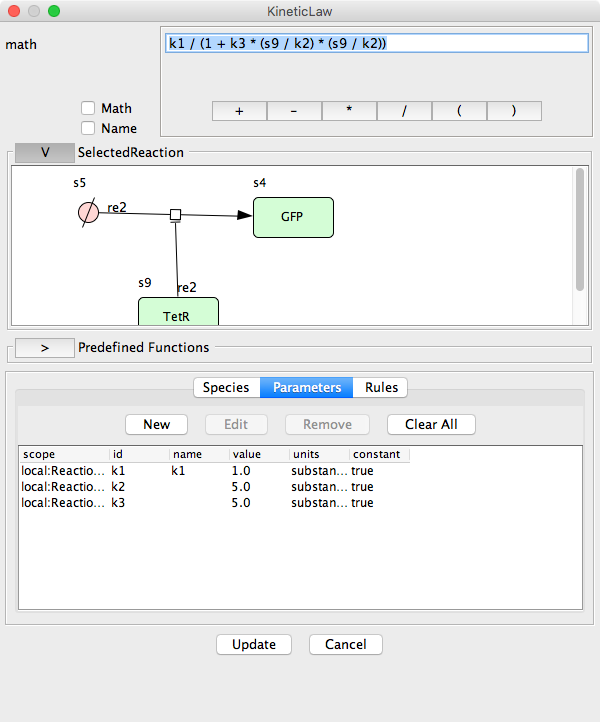 KineticLaw
math
k1 / (1 + k3 * (s9 / k2) * (s9 / k2))
Math
Name
+ − * / ( )
V SelectedReaction
s5 s4
re2
GFP
s9 re2
TetR
> Predefined Functions
Species Parameters Rules
New Edit Remove Clear All
scope id name value units constant
local:Reactio... k1 k1 1.0 substan... true
local:Reactio... k2 5.0 substan... true
local:Reactio... k3 5.0 substan... true
Update Cancel